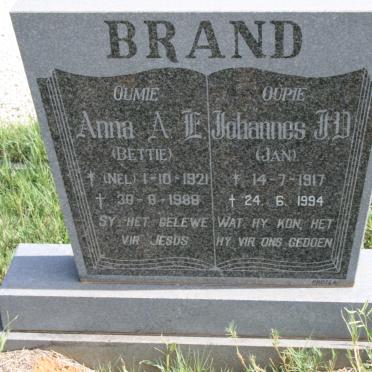 BRAND
OUMIE
Anna A E
(BETTIE)
† (NEL) 1-10-1921
† 30-8-1988
SY HET GELEWE
VIR JESUS
OUPIE
Johannes J.D
(JAN)
† 14-7-1917
† 24.6.1994
WAT HY KON, HET
HY VIR ONS GEDOEN